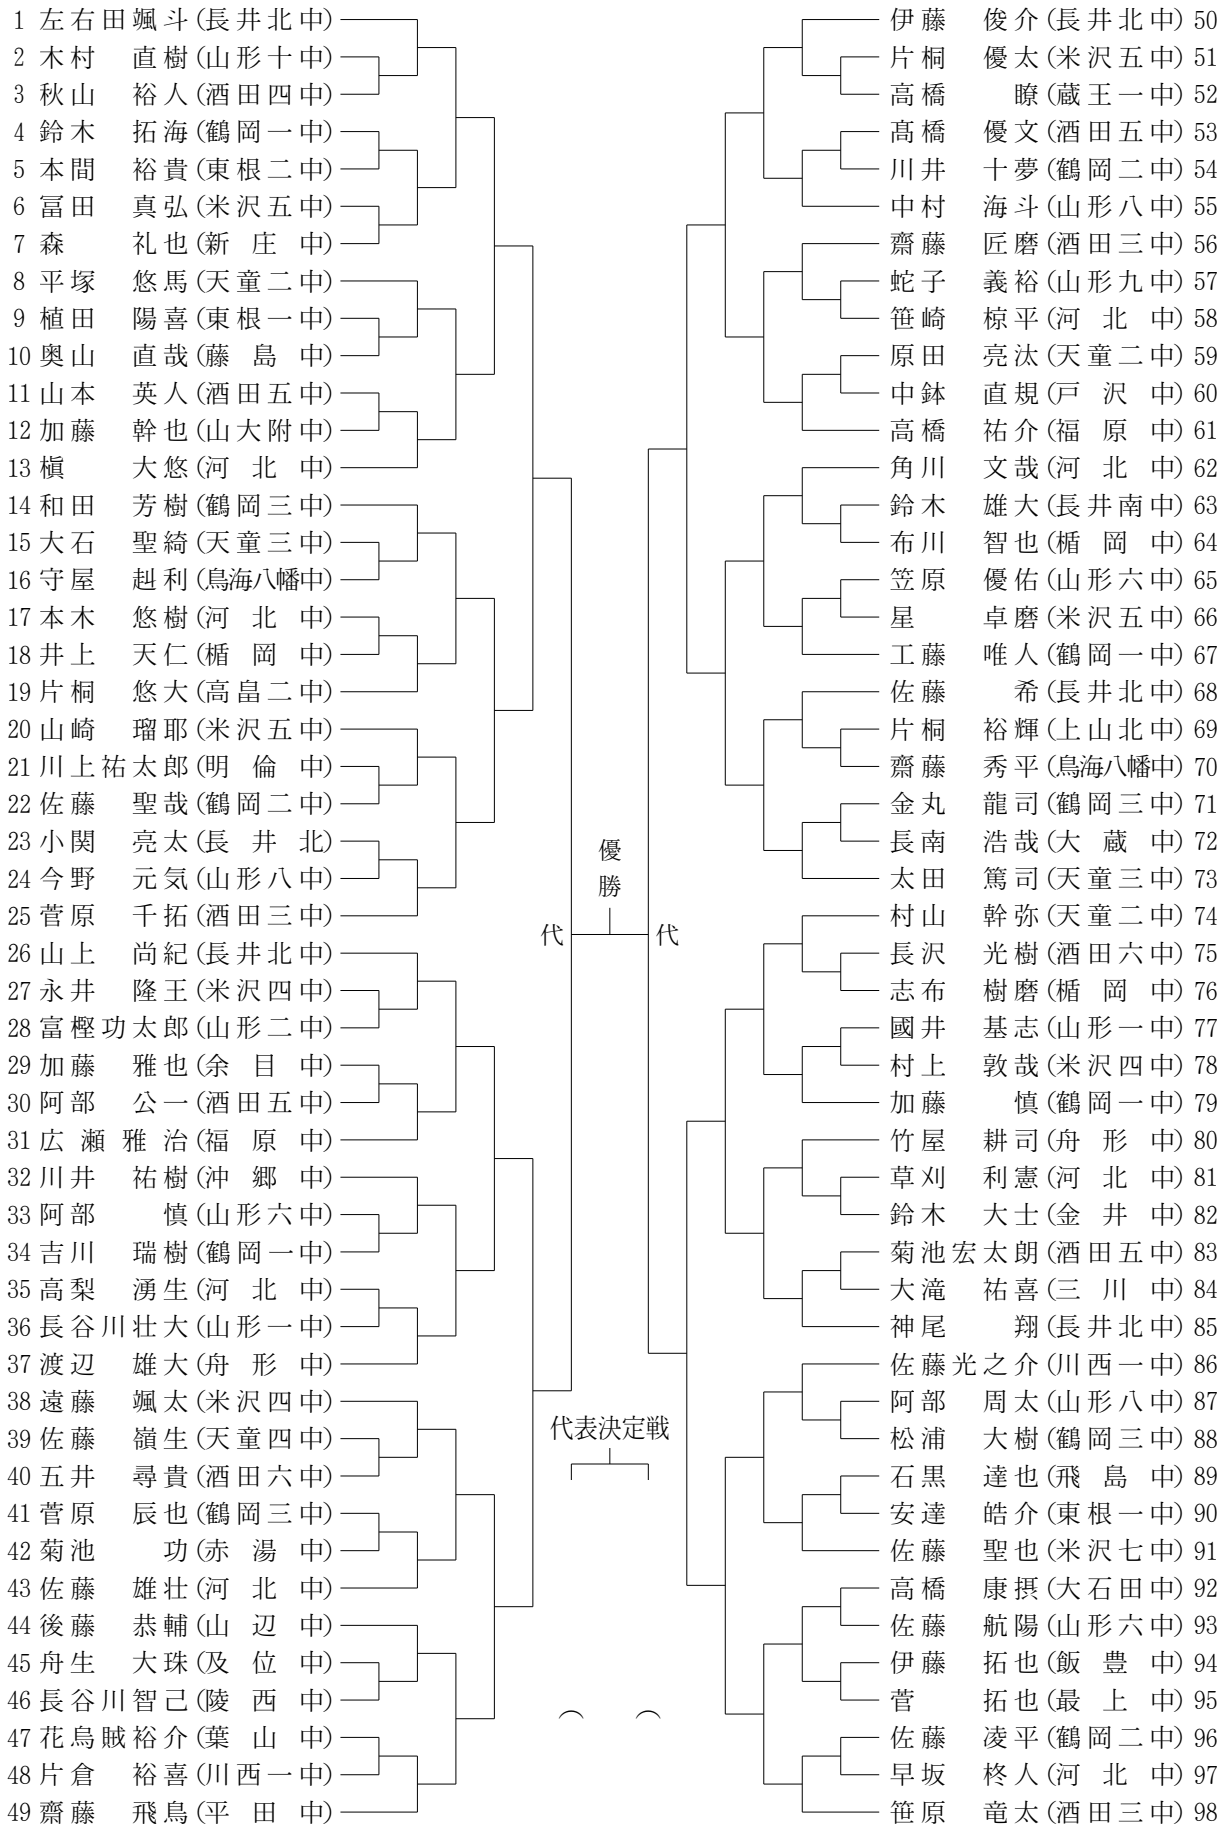 1 左右田颯斗(長井北中)
2 木村 直樹(山形十中)
3 秋山 裕人(酒田四中)
4 鈴木 拓海(鶴岡一中)
5 本間 裕貴(東根二中)
6 冨田 真弘(米沢五中)
7 森 礼也(新庄中)
8 平塚 悠馬(天童二中)
9 植田 陽喜(東根一中)
10 奥山 直哉(藤島中)
11 山本 英人(酒田五中)
12 加藤 幹也(山大附中)
13 槇 大悠(河北中)
14 和田 芳樹(鶴岡三中)
15 大石 聖綺(天童三中)
16 守屋 赳利(鳥海八幡中)
17 本木 悠樹(河北中)
18 井上 天仁(楯岡中)
19 片桐 悠大(高畠二中)
20 山崎 瑠耶(米沢五中)
21 川上祐太郎(明倫中)
22 佐藤 聖哉(鶴岡二中)
23 小関 亮太(長井北)
24 今野 元気(山形八中)
25 菅原 千拓(酒田三中)
26 山上 尚紀(長井北中)
27 永井 隆王(米沢四中)
28 富樫功太郎(山形二中)
29 加藤 雅也(余目中)
30 阿部 公一(酒田五中)
31 広瀬雅治(福原中)
32 川井 祐樹(沖郷中)
33 阿部 慎(山形六中)
34 吉川 瑞樹(鶴岡一中)
35 高梨 湧生(河北中)
36 長谷川壮大(山形一中)
37 渡辺 雄大(舟形中)
38 遠藤 颯太(米沢四中)
39 佐藤 嶺生(天童四中)
40 五井 尋貴(酒田六中)
41 菅原 辰也(鶴岡三中)
42 菊池 功(赤湯中)
43 佐藤 雄壮(河北中)
44 後藤 恭輔(山辺中)
45 舟生 大珠(及位中)
46 長谷川智己(陵西中)
47 花烏賊裕介(葉山中)
48 片倉 裕喜(川西一中)
49 齋藤 飛鳥(平田中)
優
勝
代 代
代表決定戦
( (
伊藤 俊介(長井北中) 50
片桐 優太(米沢五中) 51
高橋 瞭(蔵王一中) 52
髙橋 優文(酒田五中) 53
川井 十夢(鶴岡二中) 54
中村 海斗(山形八中) 55
齋藤 匠磨(酒田三中) 56
蛇子 義裕(山形九中) 57
笹崎 椋平(河北中) 58
原田 亮汰(天童二中) 59
中鉢 直規(戸沢中) 60
高橋 祐介(福原中) 61
角川 文哉(河北中) 62
鈴木 雄大(長井南中) 63
布川 智也(楯岡中) 64
笠原 優佑(山形六中) 65
星 卓磨(米沢五中) 66
工藤 唯人(鶴岡一中) 67
佐藤 希(長井北中) 68
片桐 裕輝(上山北中) 69
齋藤 秀平(鳥海八幡中) 70
金丸 龍司(鶴岡三中) 71
長南 浩哉(大蔵中) 72
太田 篤司(天童三中) 73
村山 幹弥(天童二中) 74
長沢 光樹(酒田六中) 75
志布 樹磨(楯岡中) 76
國井 基志(山形一中) 77
村上 敦哉(米沢四中) 78
加藤 慎(鶴岡一中) 79
竹屋 耕司(舟形中) 80
草刈 利憲(河北中) 81
鈴木 大士(金井中) 82
菊池宏太朗(酒田五中) 83
大滝 祐喜(三川中) 84
神尾 翔(長井北中) 85
佐藤光之介(川西一中) 86
阿部 周太(山形八中) 87
松浦 大樹(鶴岡三中) 88
石黒 達也(飛島中) 89
安達 皓介(東根一中) 90
佐藤 聖也(米沢七中) 91
高橋 康摂(大石田中) 92
佐藤 航陽(山形六中) 93
伊藤 拓也(飯豊中) 94
菅 拓也(最上中) 95
佐藤 凌平(鶴岡二中) 96
早坂 柊人(河北中) 97
笹原 竜太(酒田三中) 98